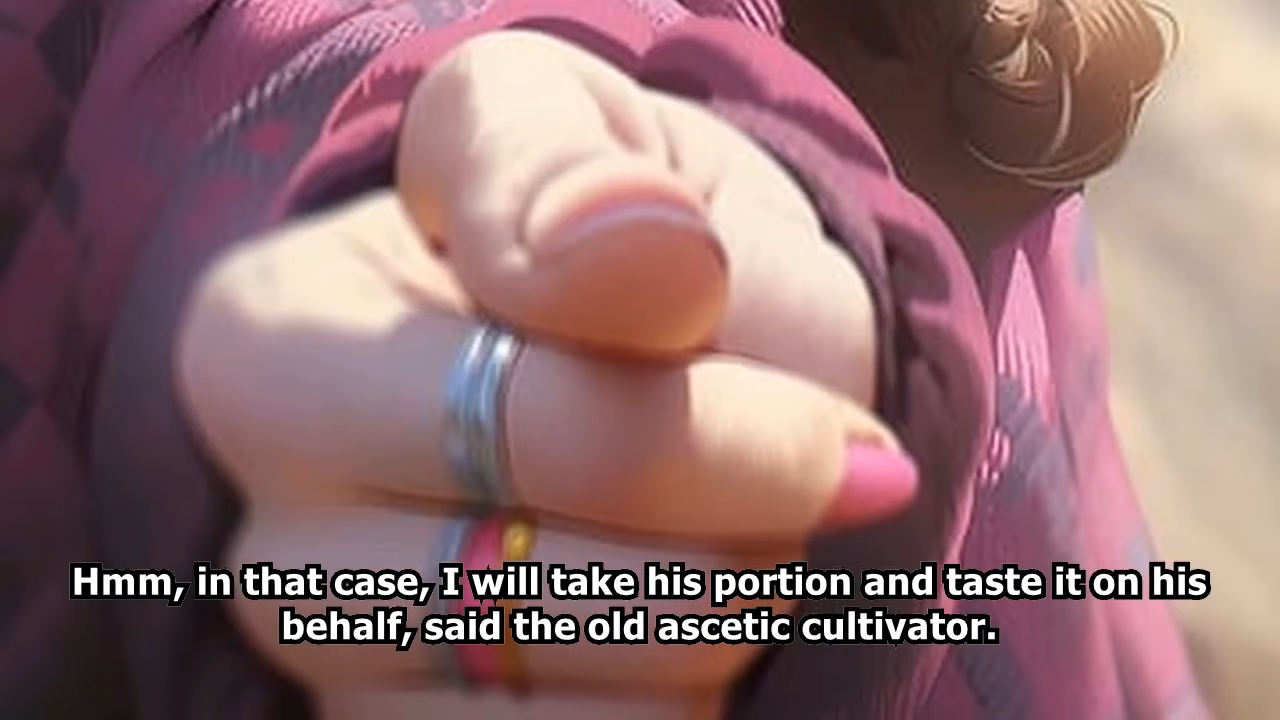 Hmm, in that case, I will take his portion and taste it on his
behalf, said the old ascetic cultivator.